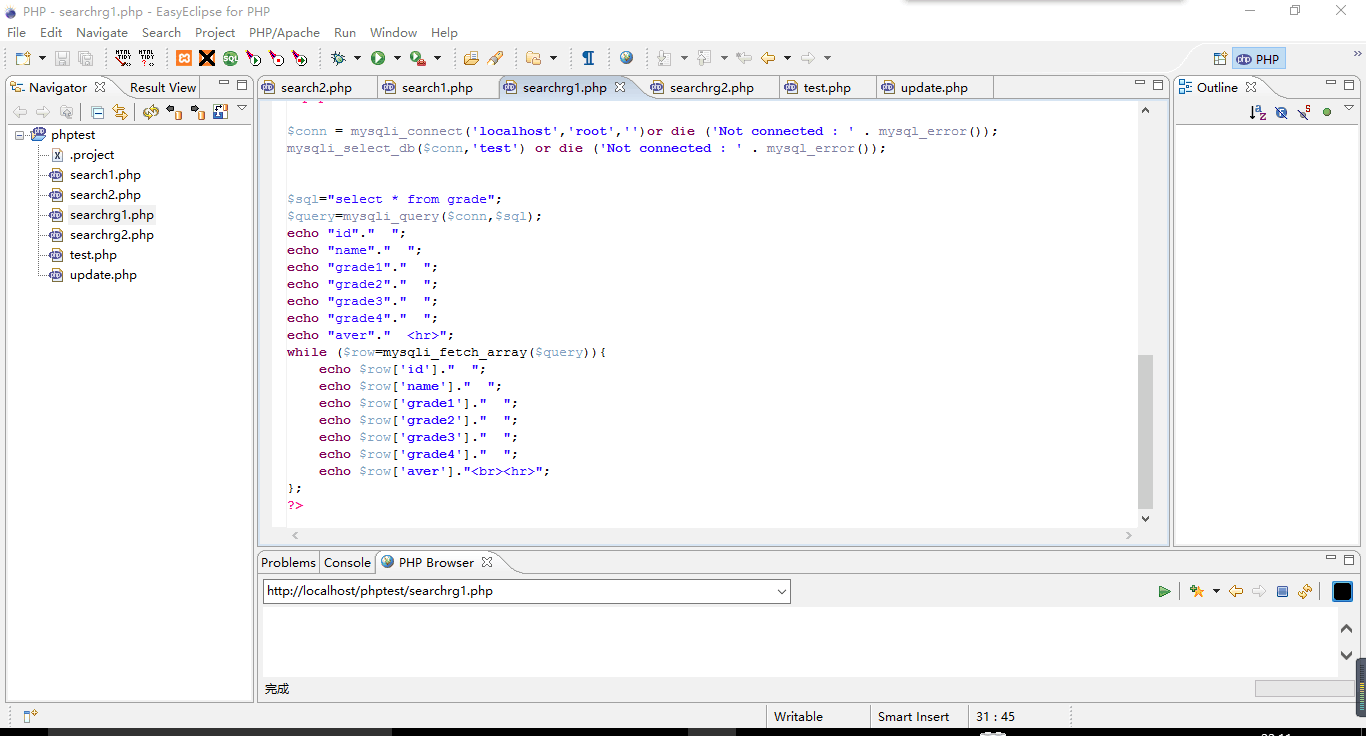 PHP - searchrg1.php - EasyEclipse for PHP
File Edit Navigate Search Project PHP/Apache Run Window Help
HTML HTML SQL PHP
Navigator Result View
search2.php search1.php searchrg1.php searchrg2.php test.php update.php
Outline
phptest
.project
search1.php
search2.php
searchrg1.php
searchrg2.php
test.php
update.php
$conn = mysqli_connect('localhost','root','')or die ('Not connected : ' . mysql_error());
mysqli_select_db($conn,'test') or die ('Not connected : ' . mysql_error());
$sql="select * from grade";
$query=mysqli_query($conn,$sql);
echo "id"."  ";
echo "name"."  ";
echo "grade1"."  ";
echo "grade2"."  ";
echo "grade3"."  ";
echo "grade4"."  ";
echo "aver"."  <hr>";
while ($row=mysqli_fetch_array($query)){
    echo $row['id']."  ";
    echo $row['name']."  ";
    echo $row['grade1']."  ";
    echo $row['grade2']."  ";
    echo $row['grade3']."  ";
    echo $row['grade4']."  ";
    echo $row['aver']."<br><hr>";
};
?>
Problems Console PHP Browser
http://localhost/phptest/searchrg1.php
完成
Writable Smart Insert 31 : 45